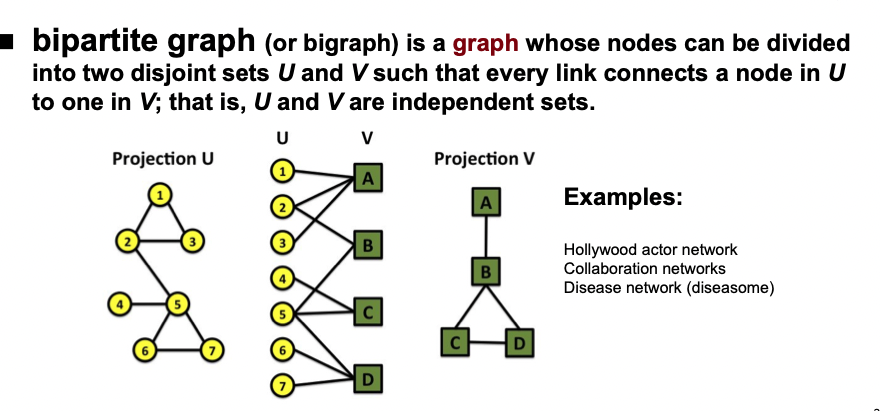 bipartite graph (or bigraph) is a graph whose nodes can be divided
into two disjoint sets U and V such that every link connects a node in U
to one in V; that is, U and V are independent sets.
Projection U
1
2
3
4
5
6
7
U
V
1
2
3
4
5
6
7
A
B
C
D
Projection V
A
B
C
D
Examples:
Hollywood actor network
Collaboration networks
Disease network (diseasome)